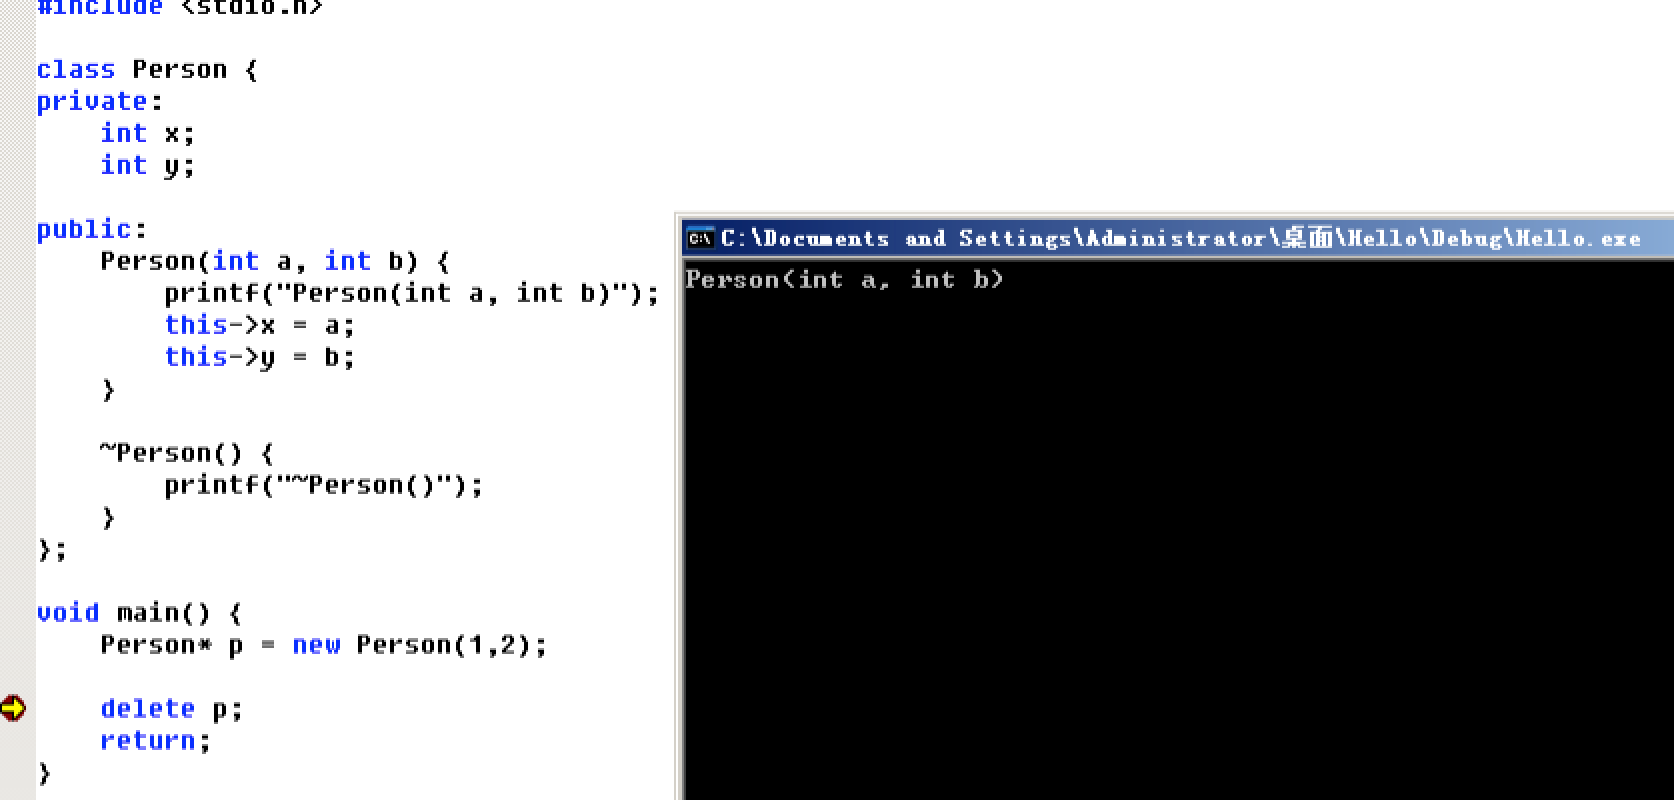 #include <stdio.h>
class Person {
private:
    int x;
    int y;
public:
    Person(int a, int b) {
        printf("Person(int a, int b)");
        this->x = a;
        this->y = b;
    }
    ~Person() {
        printf("~Person()");
    }
};
void main() {
    Person* p = new Person(1,2);
    delete p;
    return;
}
C:\Documents and Settings\Administrator\桌面\Hello\Debug\Hello.exe
Person(int a, int b)